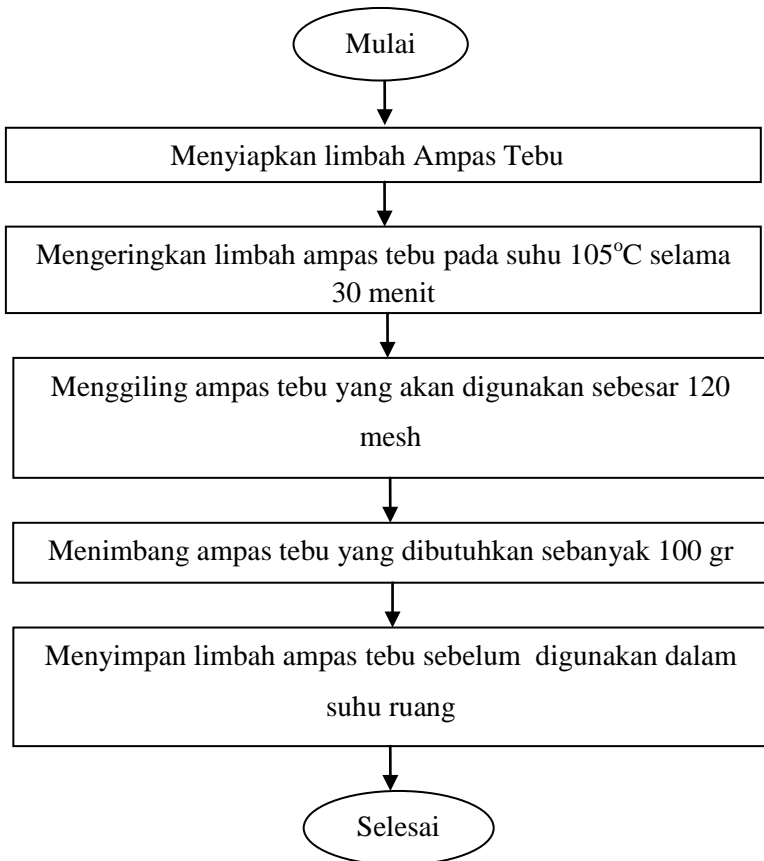 Mulai
Menyiapkan limbah Ampas Tebu
Mengeringkan limbah ampas tebu pada suhu 105°C selama
30 menit
Menggiling ampas tebu yang akan digunakan sebesar 120
mesh
Menimbang ampas tebu yang dibutuhkan sebanyak 100 gr
Menyimpan limbah ampas tebu sebelum digunakan dalam
suhu ruang
Selesai